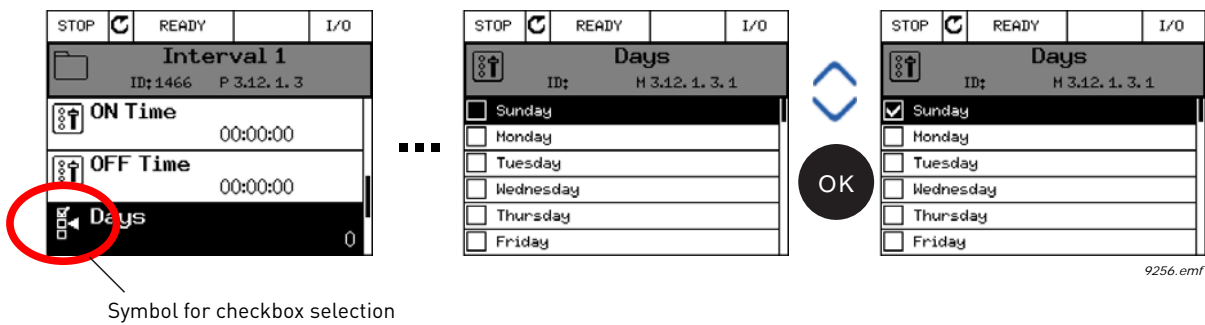 STOP READY I/O
Interval 1
ID:1466 P 3.12.1.3
ON Time
00:00:00
OFF Time
00:00:00
Days
0
Symbol for checkbox selection
...
STOP READY I/O
Days
ID: M 3.12.1.3.1
Sunday
Monday
Tuesday
Wednesday
Thursday
Friday
OK
STOP READY I/O
Days
ID: M 3.12.1.3.1
Sunday
Monday
Tuesday
Wednesday
Thursday
Friday
9256.emf